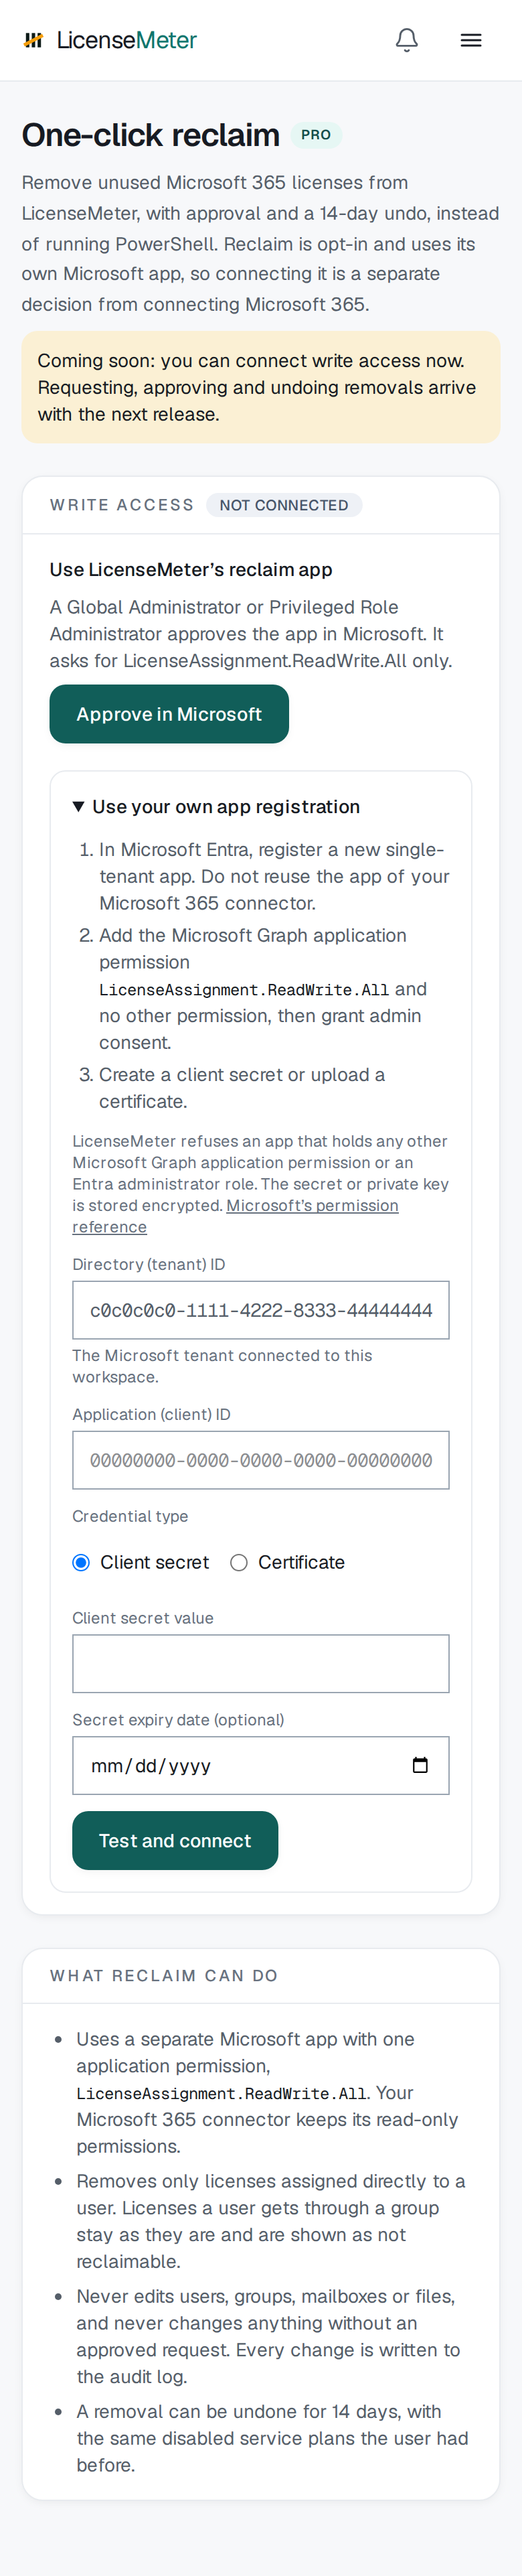 LicenseMeter
One-click reclaim PRO
Remove unused Microsoft 365 licenses from
LicenseMeter, with approval and a 14-day undo, instead
of running PowerShell. Reclaim is opt-in and uses its
own Microsoft app, so connecting it is a separate
decision from connecting Microsoft 365.
Coming soon: you can connect write access now.
Requesting, approving and undoing removals arrive
with the next release.
WRITE ACCESS NOT CONNECTED
Use LicenseMeter’s reclaim app
A Global Administrator or Privileged Role
Administrator approves the app in Microsoft. It
asks for LicenseAssignment.ReadWrite.All only.
Approve in Microsoft
Use your own app registration
1. In Microsoft Entra, register a new single-
tenant app. Do not reuse the app of your
Microsoft 365 connector.
2. Add the Microsoft Graph application
permission
LicenseAssignment.ReadWrite.All and
no other permission, then grant admin
consent.
3. Create a client secret or upload a
certificate.
LicenseMeter refuses an app that holds any other
Microsoft Graph application permission or an
Entra administrator role. The secret or private key
is stored encrypted. Microsoft’s permission
reference
Directory (tenant) ID
c0c0c0c0-1111-4222-8333-44444444
The Microsoft tenant connected to this
workspace.
Application (client) ID
00000000-0000-0000-0000-00000000
Credential type
Client secret Certificate
Client secret value
Secret expiry date (optional)
mm/dd/yyyy
Test and connect
WHAT RECLAIM CAN DO
• Uses a separate Microsoft app with one
application permission,
LicenseAssignment.ReadWrite.All. Your
Microsoft 365 connector keeps its read-only
permissions.
• Removes only licenses assigned directly to a
user. Licenses a user gets through a group
stay as they are and are shown as not
reclaimable.
• Never edits users, groups, mailboxes or files,
and never changes anything without an
approved request. Every change is written to
the audit log.
• A removal can be undone for 14 days, with
the same disabled service plans the user had
before.